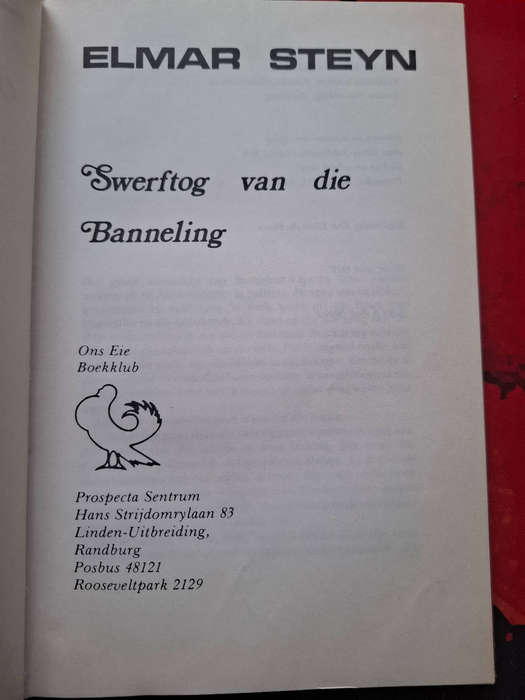 ELMAR STEYN
Swerftog van die
Banneling
Ons Eie
Boekklub
Prospecta Sentrum
Hans Strijdomrylaan 83
Linden-Uitbreiding,
Randburg
Posbus 48121
Rooseveltpark 2129